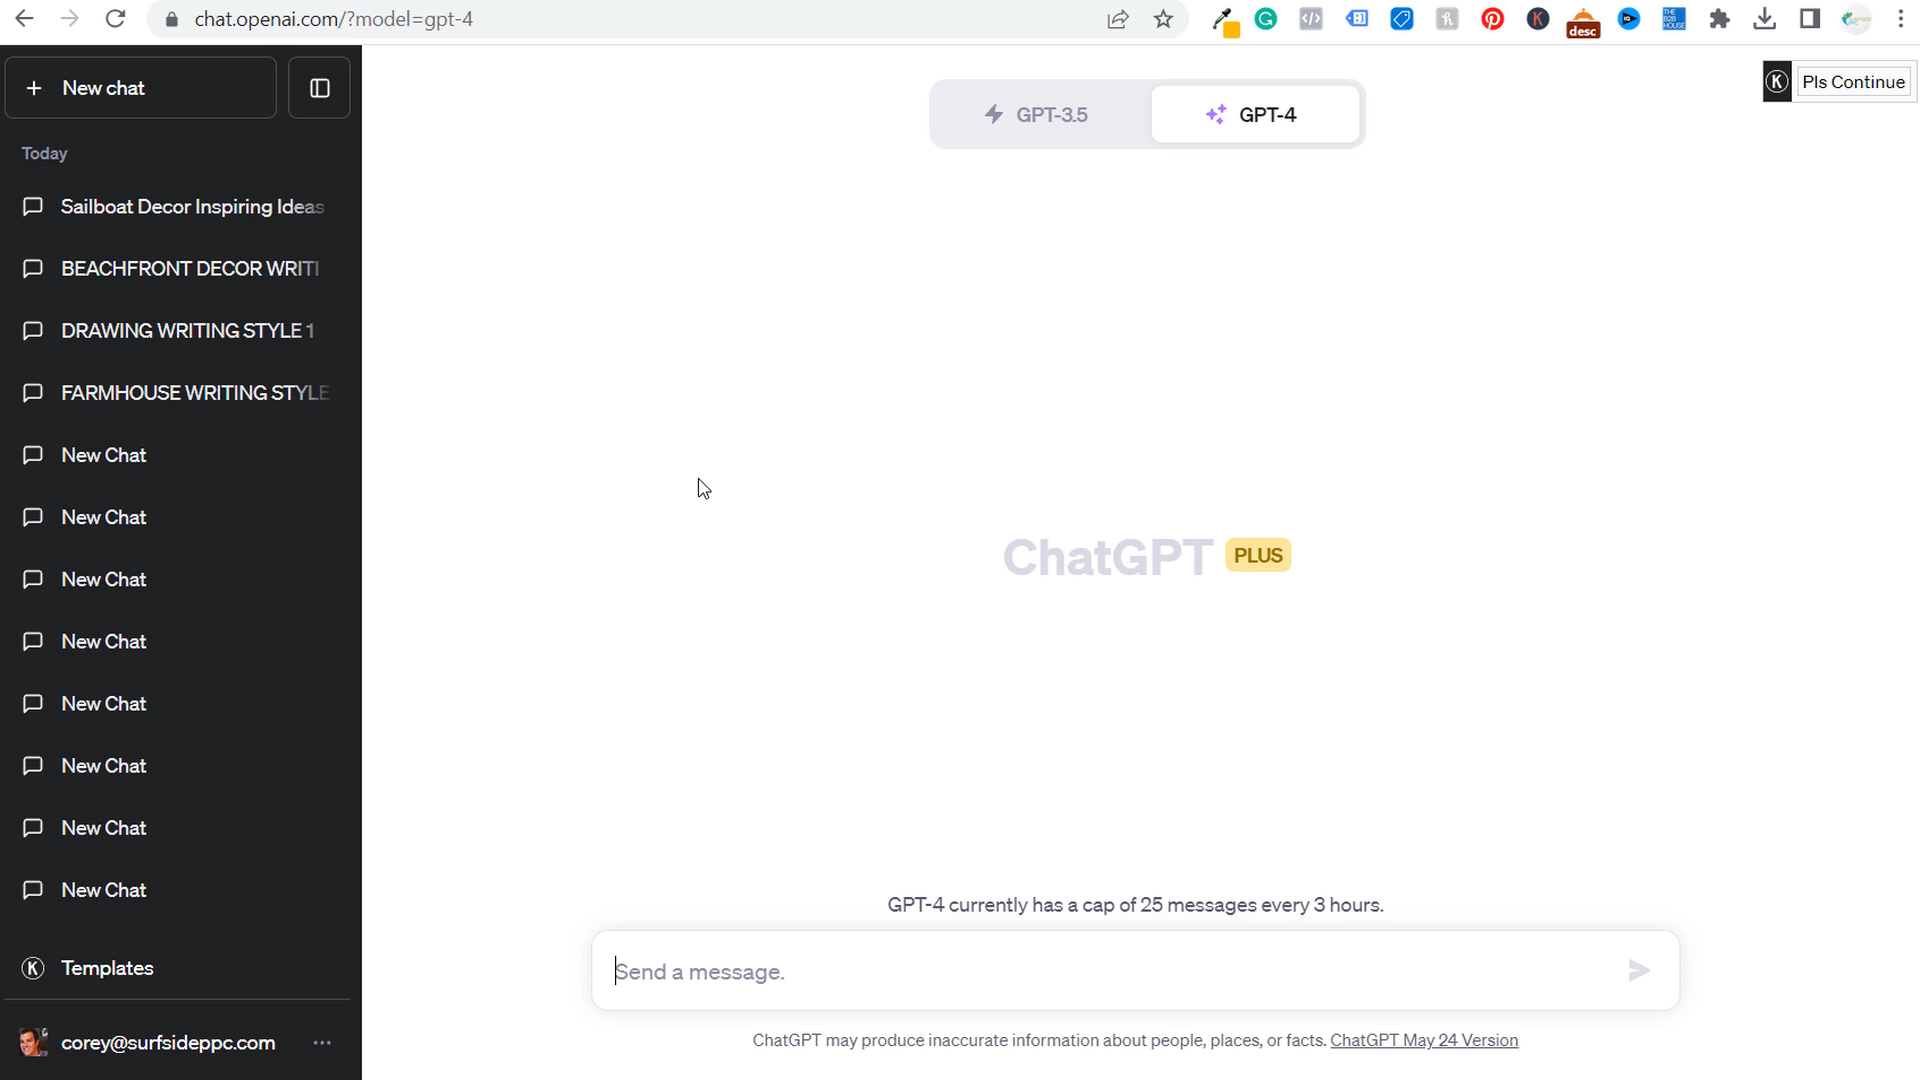 chat.openai.com/?model=gpt-4
desc
THE B2B HOUSE
New chat
GPT-3.5
GPT-4
K
Pls Continue
Today
Sailboat Decor Inspiring Ideas
BEACHFRONT DECOR WRITI
DRAWING WRITING STYLE 1
FARMHOUSE WRITING STYLE
New Chat
New Chat
New Chat
New Chat
New Chat
New Chat
New Chat
New Chat
ChatGPT PLUS
GPT-4 currently has a cap of 25 messages every 3 hours.
K Templates
Send a message.
corey@surfsideppc.com
ChatGPT may produce inaccurate information about people, places, or facts. ChatGPT May 24 Version